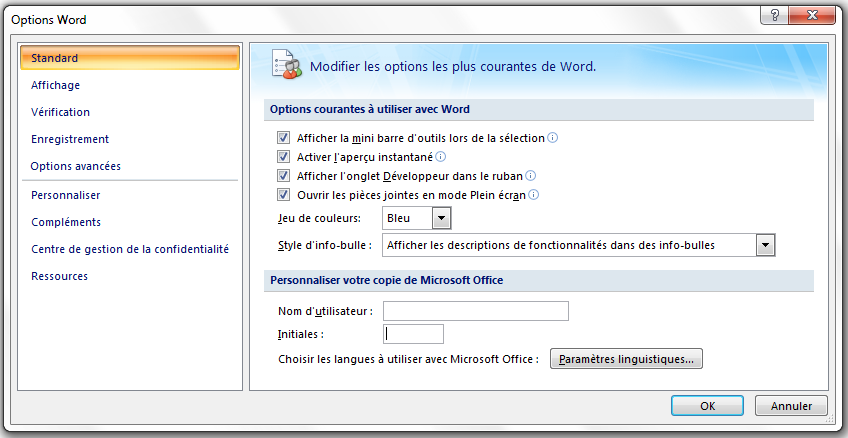 Options Word
Standard
Affichage
Vérification
Enregistrement
Options avancées
Personnaliser
Compléments
Centre de gestion de la confidentialité
Ressources
Modifier les options les plus courantes de Word.
Options courantes à utiliser avec Word
Afficher la mini barre d'outils lors de la sélection
Activer l'aperçu instantané
Afficher l'onglet Développeur dans le ruban
Ouvrir les pièces jointes en mode Plein écran
Jeu de couleurs: Bleu
Style d'info-bulle : Afficher les descriptions de fonctionnalités dans des info-bulles
Personnaliser votre copie de Microsoft Office
Nom d'utilisateur :
Initiales :
Choisir les langues à utiliser avec Microsoft Office : Paramètres linguistiques...
OK Annuler